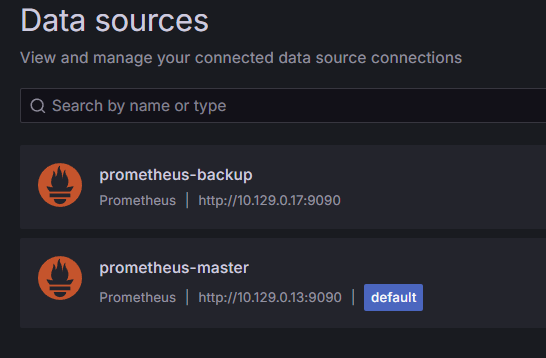 Data sources
View and manage your connected data source connections
Search by name or type
prometheus-backup
Prometheus | http://10.129.0.17:9090
prometheus-master
Prometheus | http://10.129.0.13:9090 | default